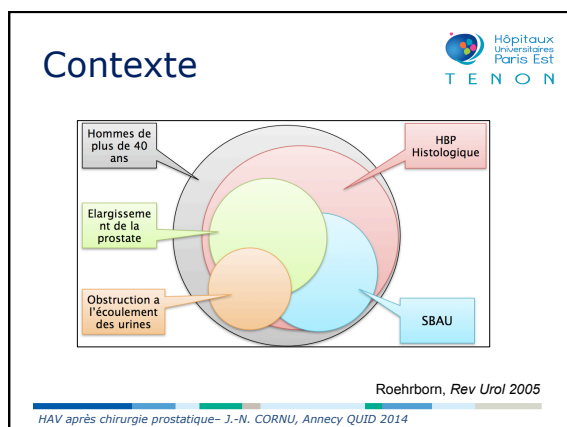 Contexte
Hôpitaux
Universitaires
Paris Est
TENON
Hommes de
plus de 40
ans
HBP
Histologique
Elargisseme
nt de la
prostate
Obstruction a
l'écoulement
des urines
SBAU
Roehrborn, Rev Urol 2005
HAV après chirurgie prostatique– J.-N. CORNU, Annecy QUID 2014